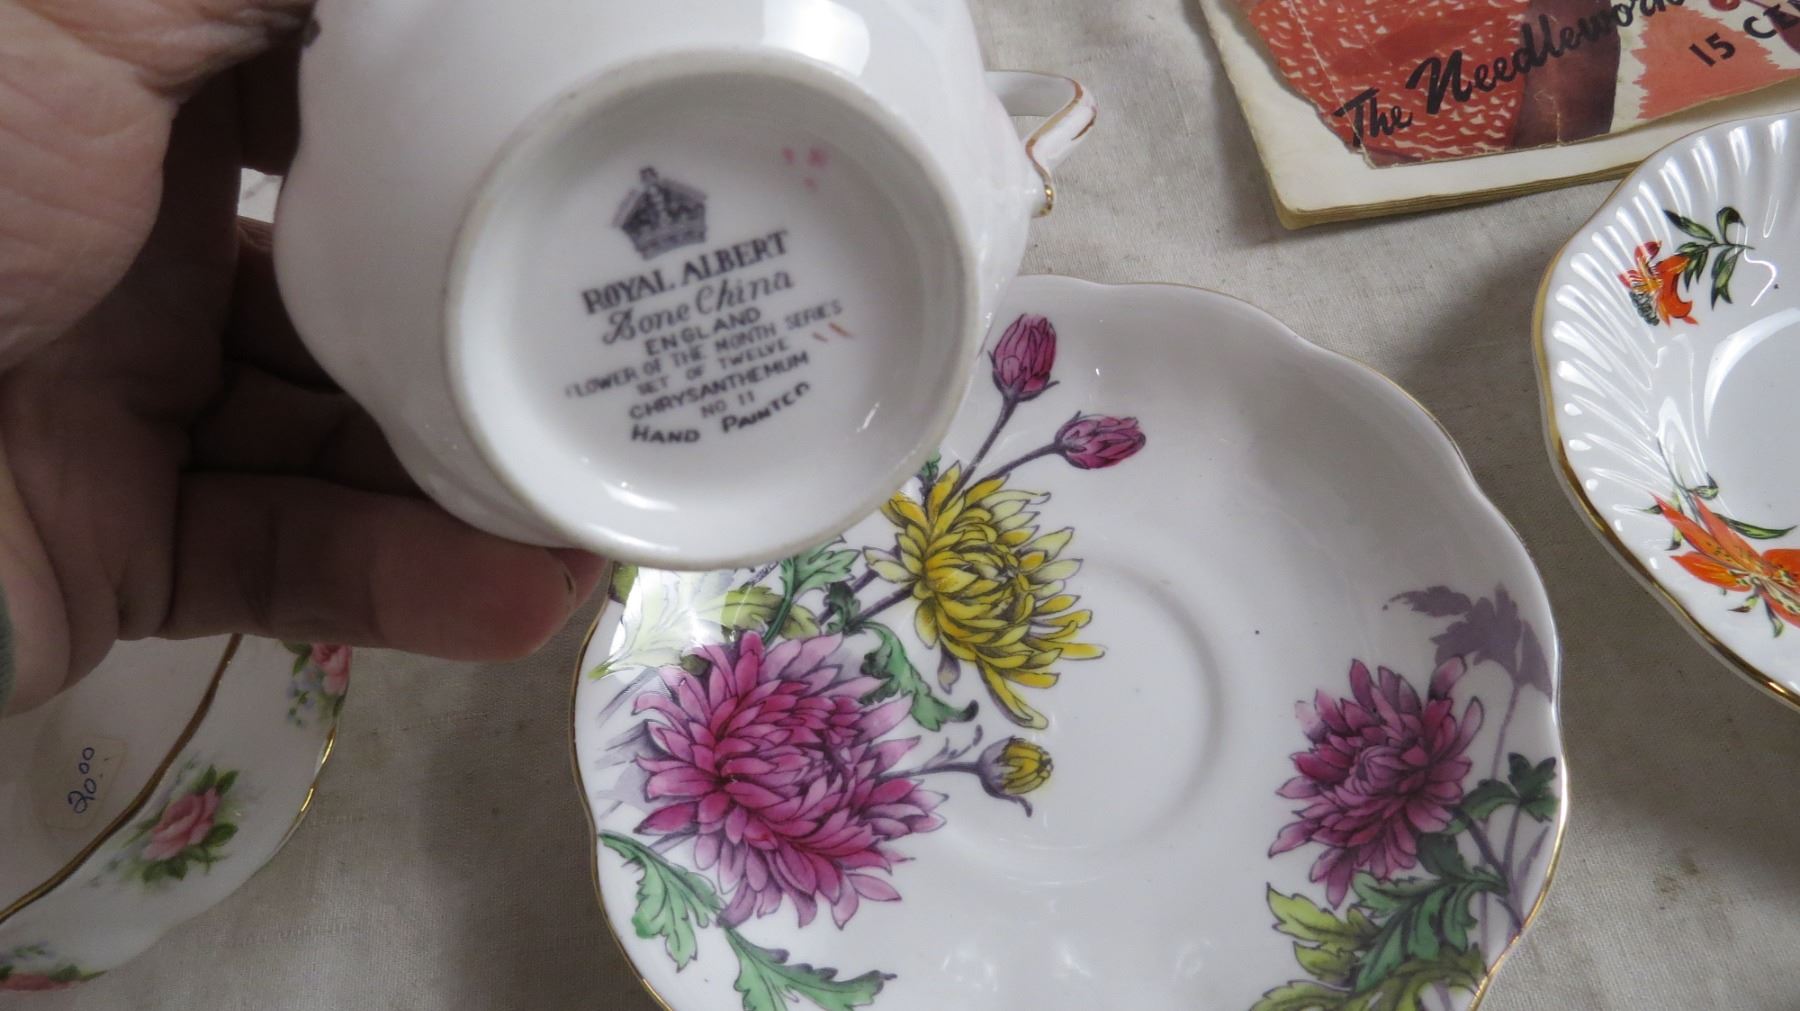 ROYAL ALBERT
Bone China
ENGLAND
FLOWER OF THE MONTH SERIES
SET OF TWELVE
CHRYSANTHEMUM
NO 11
HAND PAINTED
The Needlework
15 CE
20.00